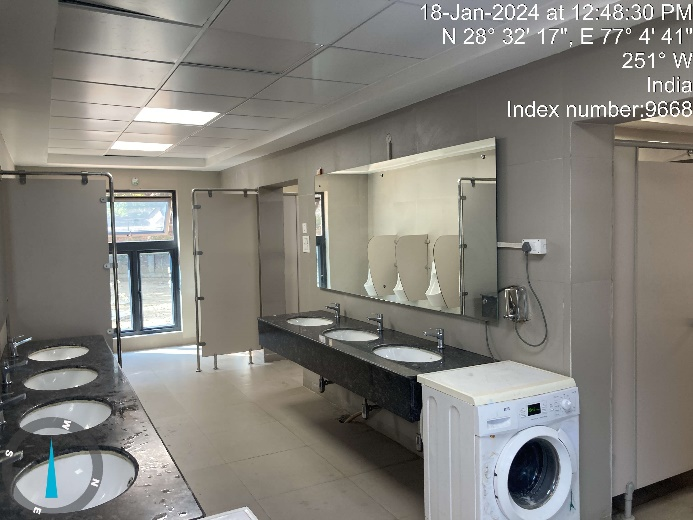 18-Jan-2024 at 12:48:30 PM
N 28° 32' 17", E 77° 4' 41"
251° W
India
Index number:9668
W
S
N
E